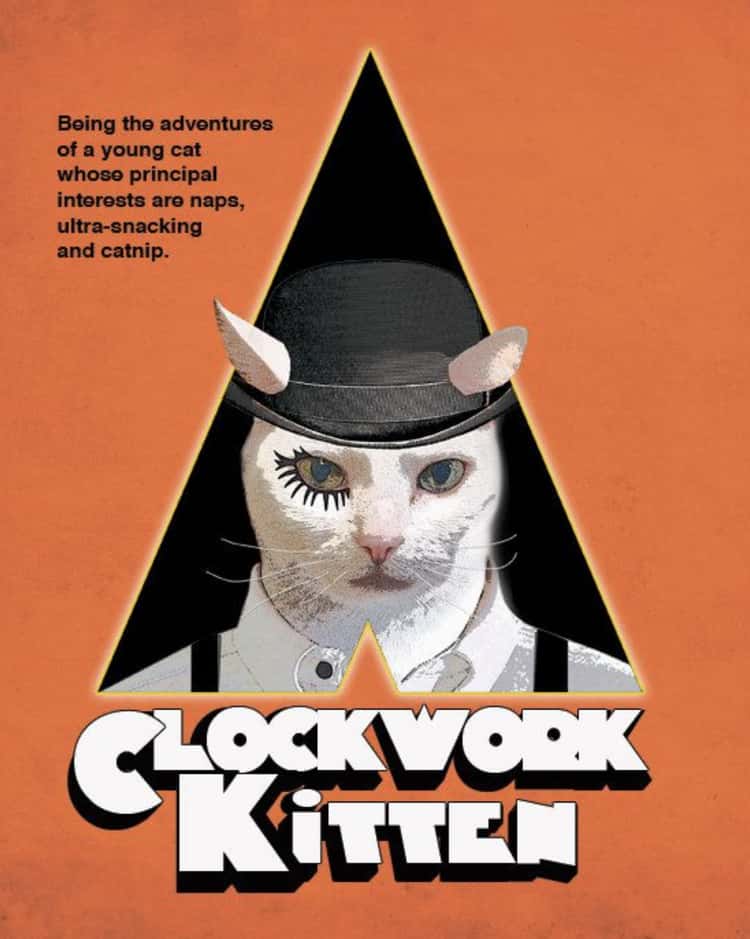 Being the adventures
of a young cat
whose principal
interests are naps,
ultra-snacking
and catnip.
CLOCKWORK
KiTTEN